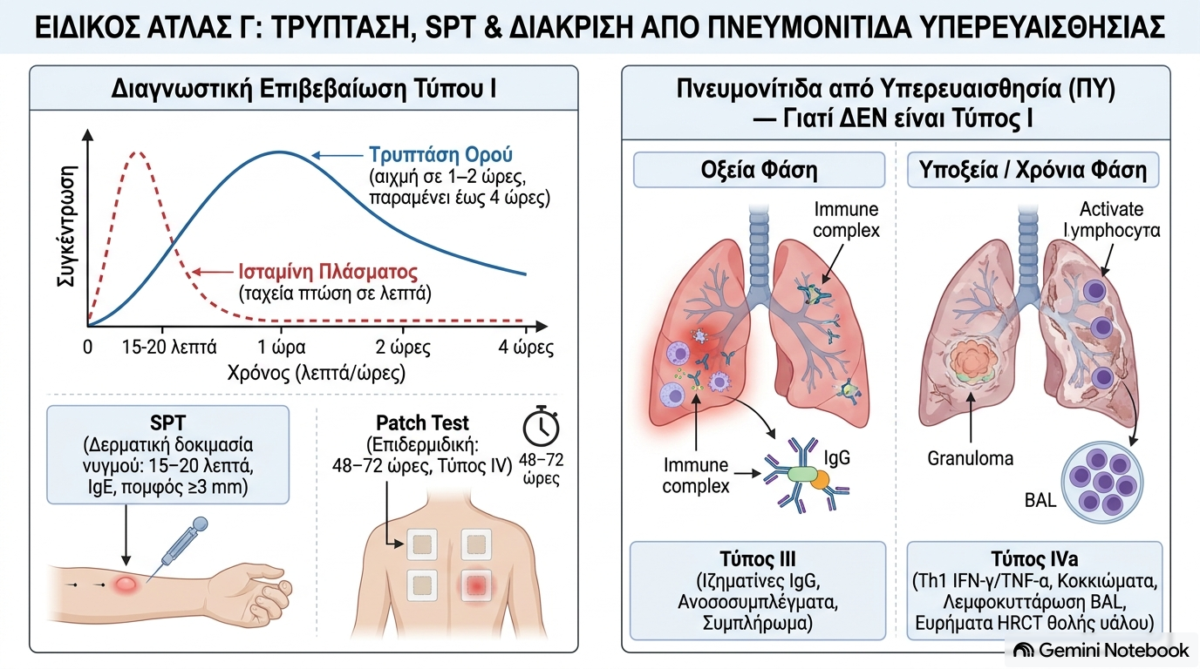 ΕΙΔΙΚΟΣ ΑΤΛΑΣ Γ: ΤΡΥΠΤΑΣΗ, SPT & ΔΙΑΚΡΙΣΗ ΑΠΟ ΠΝΕΥΜΟΝΙΤΙΔΑ ΥΠΕΡΕΥΑΙΣΘΗΣΙΑΣ
Διαγνωστική Επιβεβαίωση Τύπου Ι
Συγκέντρωση
Τρυπτάση Ορού
(αιχμή σε 1–2 ώρες,
παραμένει έως 4 ώρες)
Ισταμίνη Πλάσματος
(ταχεία πτώση σε λεπτά)
0
15-20 λεπτά
1 ώρα
2 ώρες
4 ώρες
Χρόνος (λεπτά/ώρες)
SPT
(Δερματική δοκιμασία
νυγμού: 15–20 λεπτά,
IgE, πομφός ≥3 mm)
Patch Test
(Επιδερμιδική:
48–72 ώρες, Τύπος IV)
48–72
ώρες
Πνευμονίτιδα από Υπερευαισθησία (ΠΥ)
— Γιατί ΔΕΝ είναι Τύπος Ι
Οξεία Φάση
Immune
complex
Immune
complex
IgG
Τύπος III
(Ιζηματίνες IgG,
Ανοσοσυμπλέγματα,
Συμπλήρωμα)
Υποξεία / Χρόνια Φάση
Activate
Lymphocyτα
Granuloma
BAL
Τύπος IVa
(Th1 IFN-γ/TNF-α, Κοκκιώματα,
Λεμφοκυττάρωση BAL,
Ευρήματα HRCT θολής υάλου)
Gemini Notebook